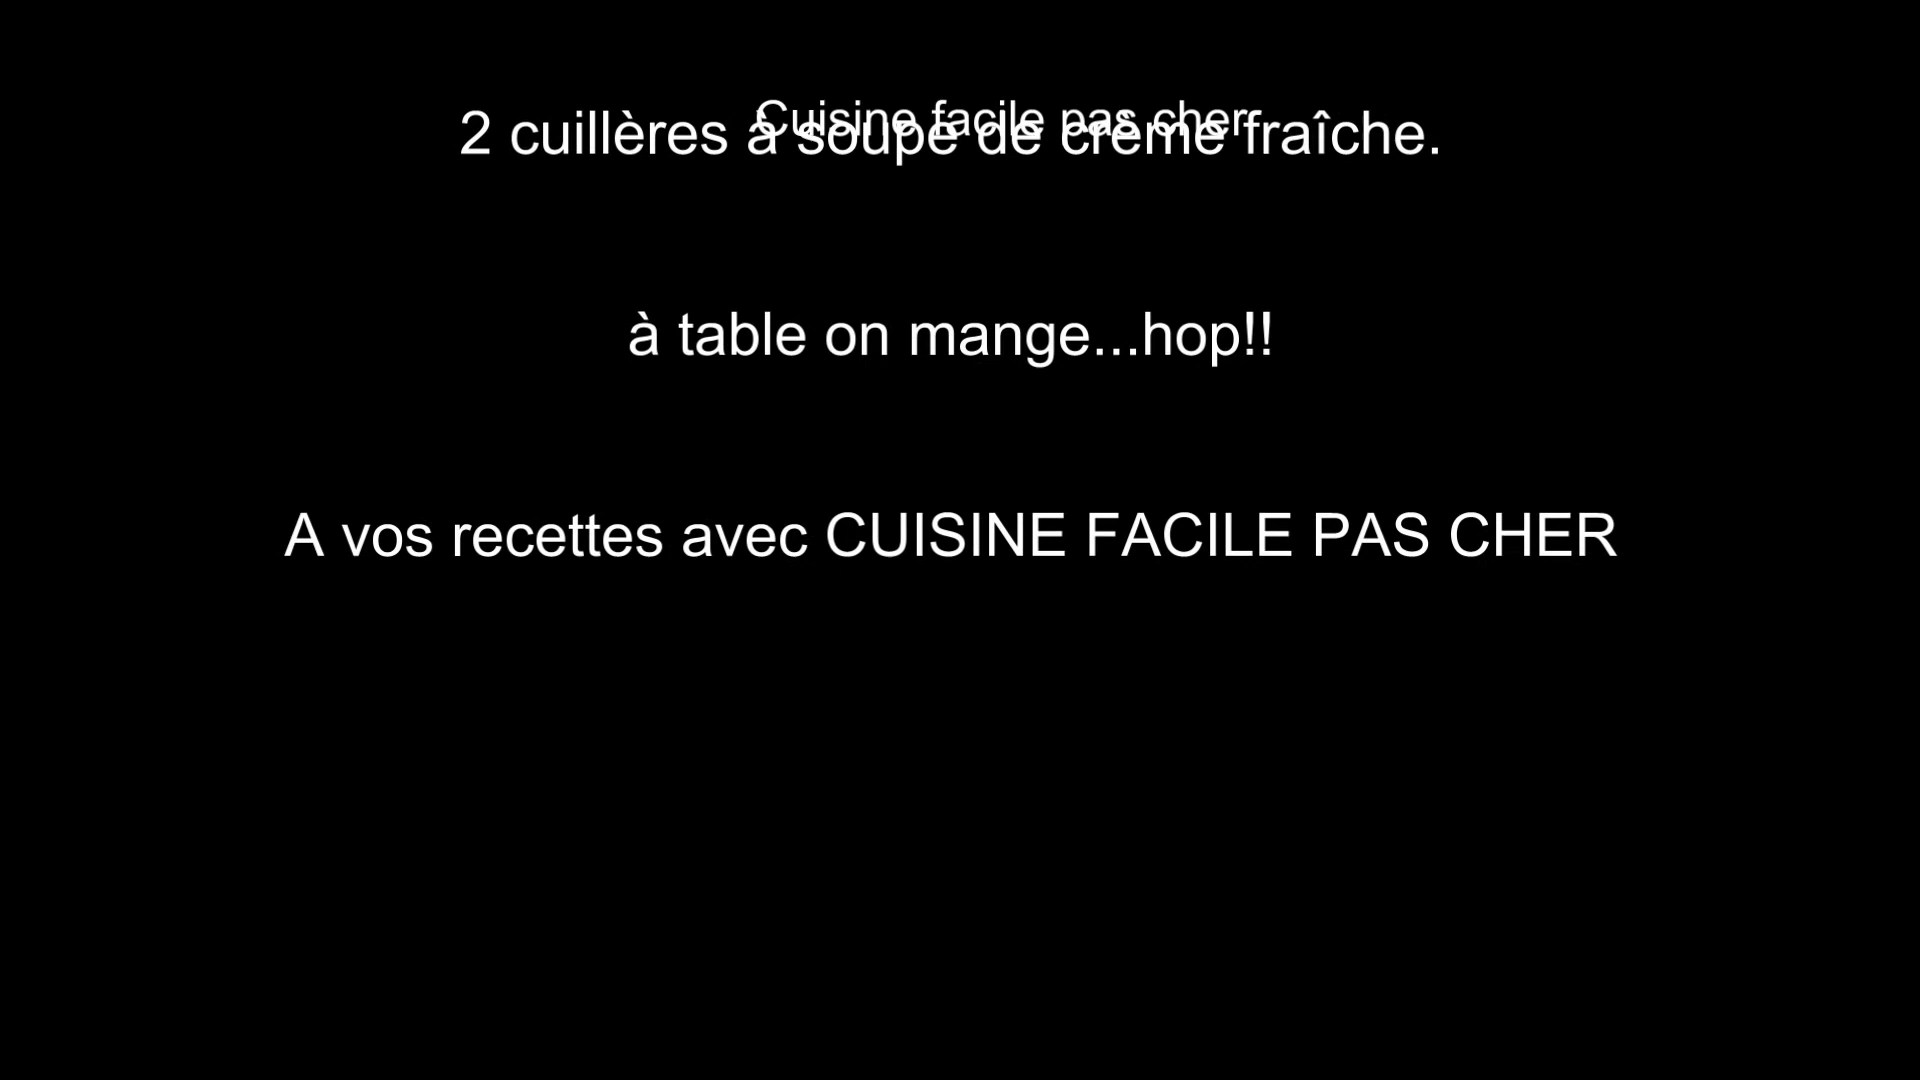 Cuisine facile pas cher
2 cuillères à soupe de crème fraîche.
à table on mange...hop!!
A vos recettes avec CUISINE FACILE PAS CHER